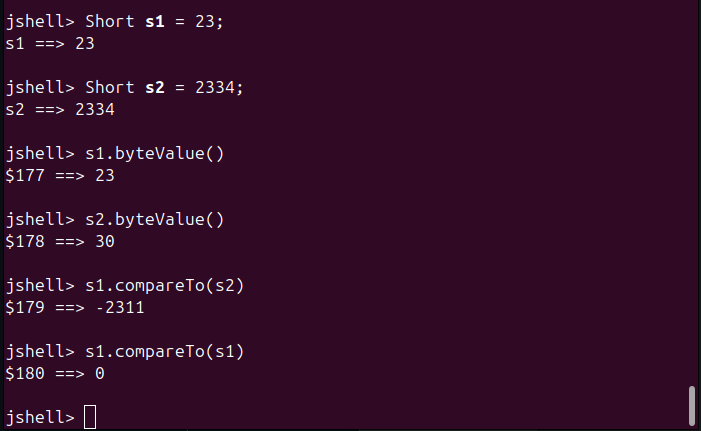 jshell> Short s1 = 23;
s1 ==> 23
jshell> Short s2 = 2334;
s2 ==> 2334
jshell> s1.byteValue()
$177 ==> 23
jshell> s2.byteValue()
$178 ==> 30
jshell> s1.compareTo(s2)
$179 ==> -2311
jshell> s1.compareTo(s1)
$180 ==> 0
jshell>